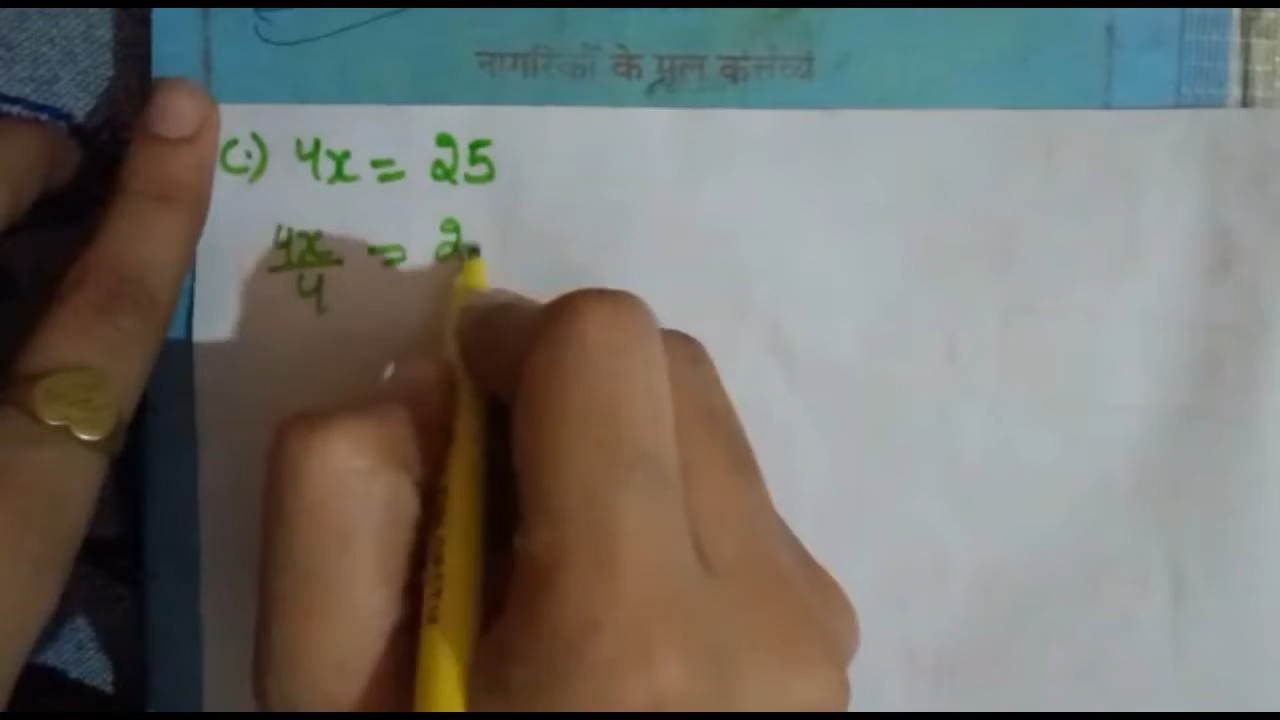 नागरिकों के मूल कर्त्तव्य
C.) 4x = 25
4x/4 = 2